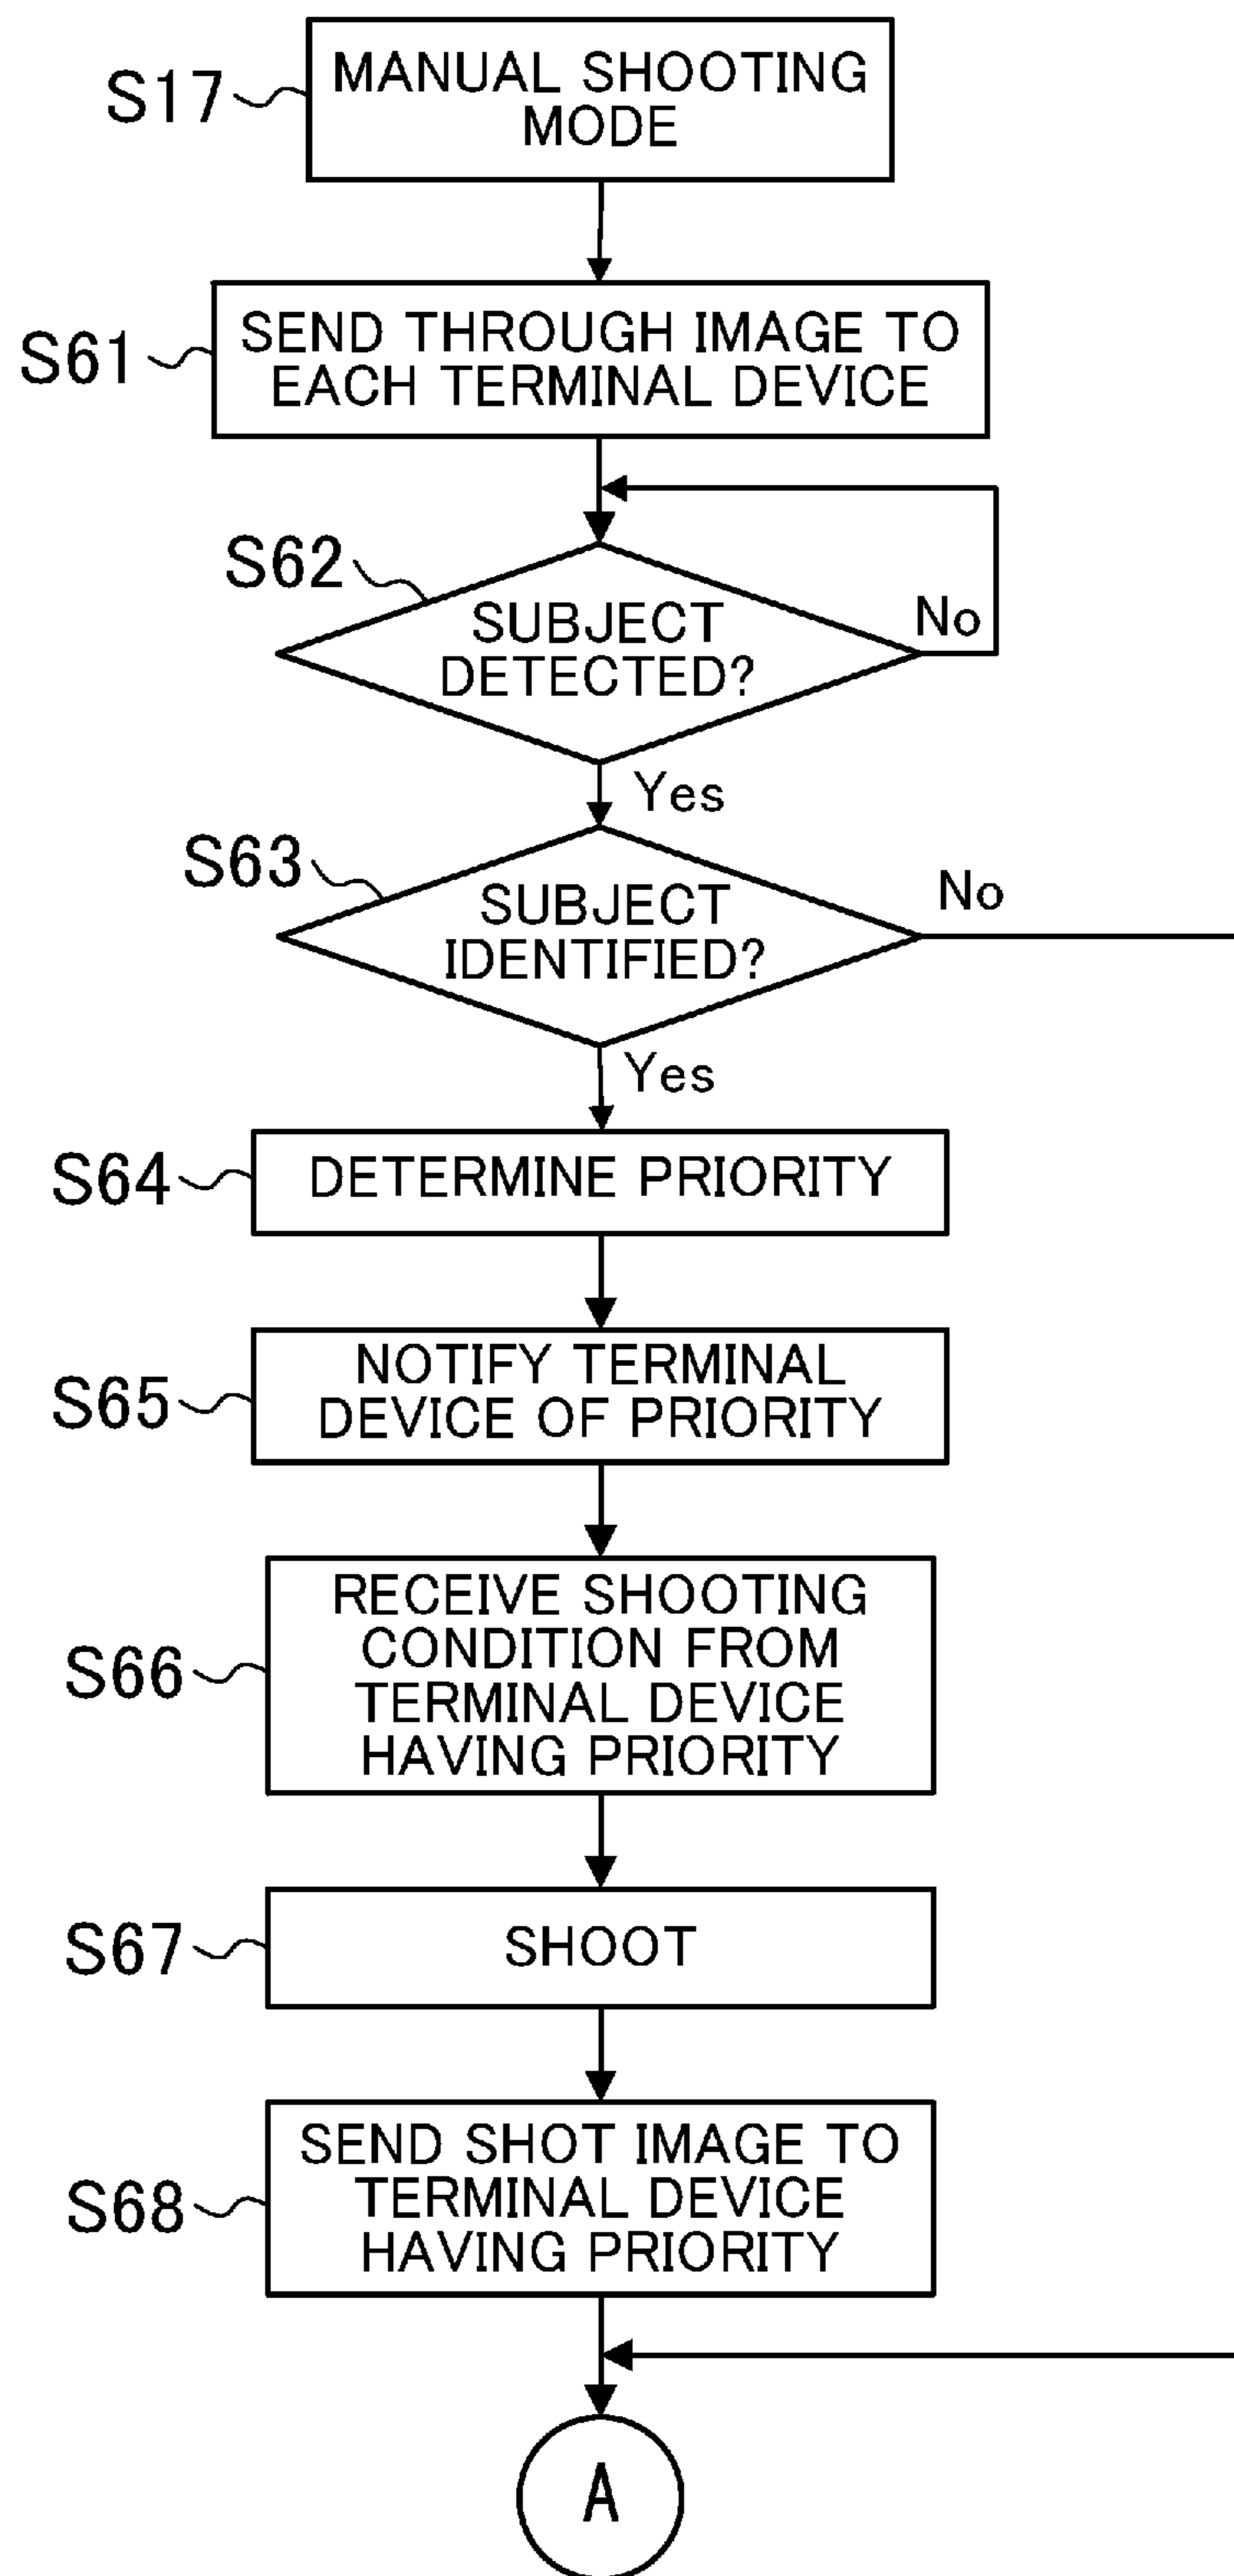 S17
MANUAL SHOOTING
MODE
S61
SEND THROUGH IMAGE TO
EACH TERMINAL DEVICE
S62
SUBJECT
DETECTED?
No
Yes
S63
SUBJECT
IDENTIFIED?
No
Yes
S64
DETERMINE PRIORITY
S65
NOTIFY TERMINAL
DEVICE OF PRIORITY
S66
RECEIVE SHOOTING
CONDITION FROM
TERMINAL DEVICE
HAVING PRIORITY
S67
SHOOT
S68
SEND SHOT IMAGE TO
TERMINAL DEVICE
HAVING PRIORITY
A